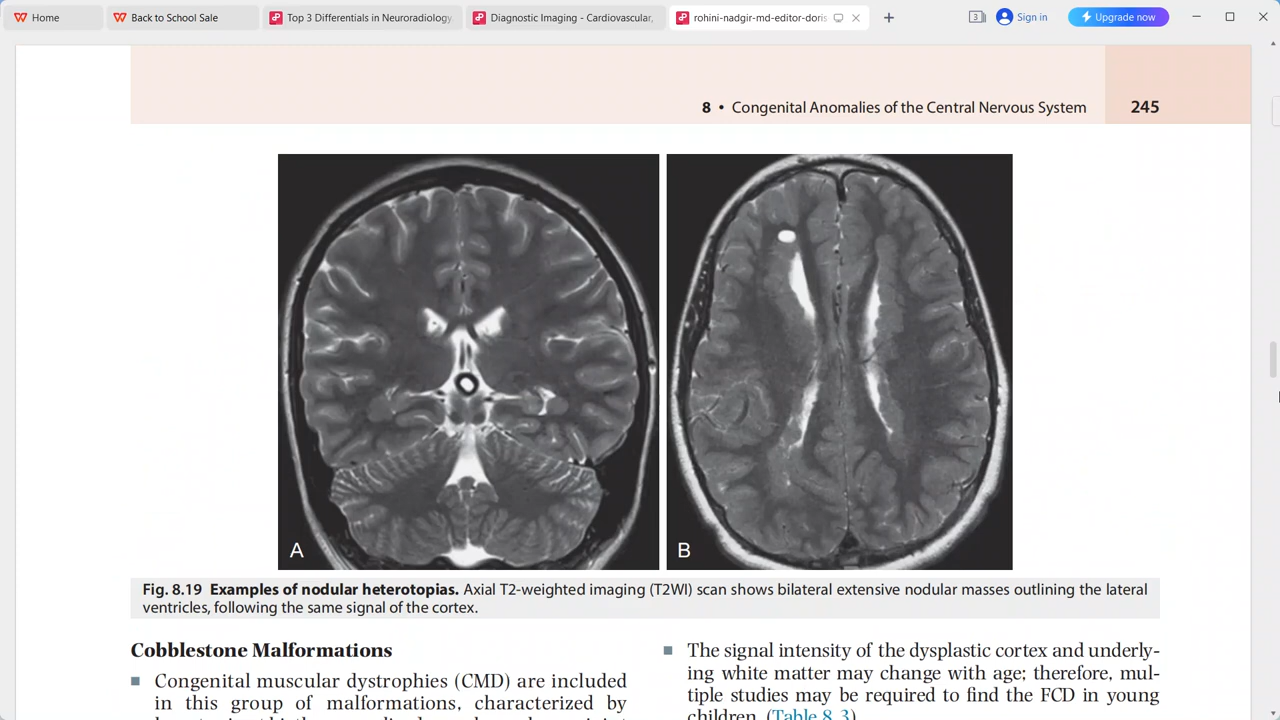 Home
Back to School Sale
Top 3 Differentials in Neuroradiology
Diagnostic Imaging - Cardiovascular,
rohini-nadgir-md-editor-doris
3
Sign in
Upgrade now
8 • Congenital Anomalies of the Central Nervous System 245
A
B
Fig. 8.19 Examples of nodular heterotopias. Axial T2-weighted imaging (T2WI) scan shows bilateral extensive nodular masses outlining the lateral
ventricles, following the same signal of the cortex.
Cobblestone Malformations
■ Congenital muscular dystrophies (CMD) are included
in this group of malformations, characterized by
■ The signal intensity of the dysplastic cortex and underly-
ing white matter may change with age; therefore, mul-
tiple studies may be required to find the FCD in young
children. (Table 8.3)